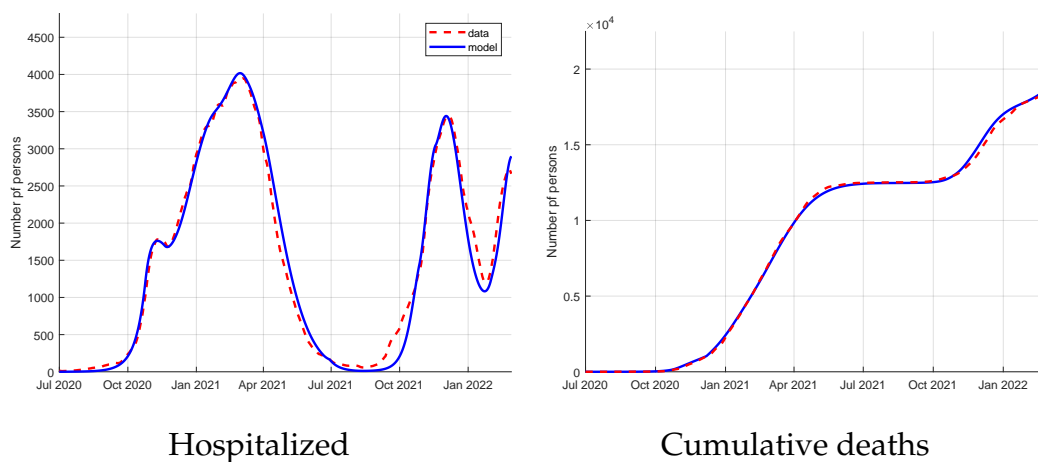 Number pf persons
4500
4000
3500
3000
2500
2000
1500
1000
500
0
Jul 2020 Oct 2020 Jan 2021 Apr 2021 Jul 2021 Oct 2021 Jan 2022
data
model
Hospitalized
×10⁴
Number pf persons
2
1.5
1
0.5
0
Jul 2020 Oct 2020 Jan 2021 Apr 2021 Jul 2021 Oct 2021 Jan 2022
Cumulative deaths